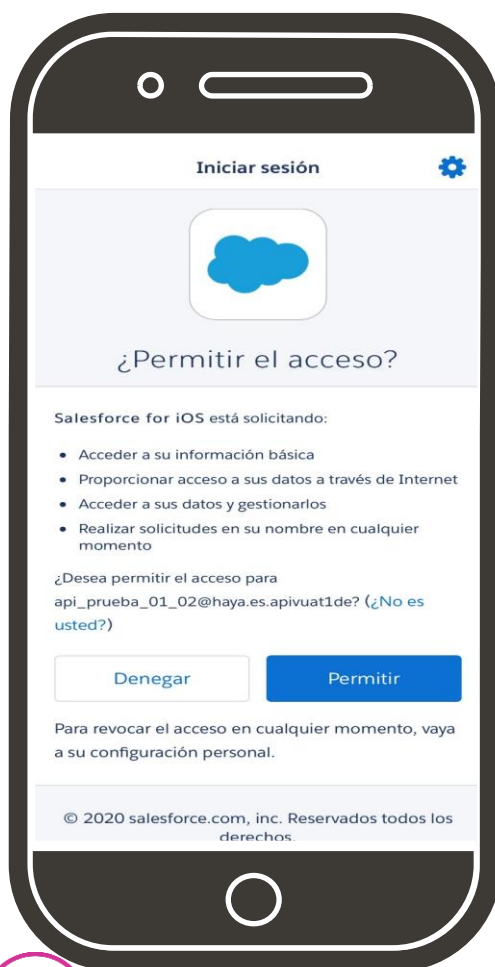 Iniciar sesión
¿Permitir el acceso?
Salesforce for iOS está solicitando:
• Acceder a su información básica
• Proporcionar acceso a sus datos a través de Internet
• Acceder a sus datos y gestionarlos
• Realizar solicitudes en su nombre en cualquier
momento
¿Desea permitir el acceso para
api_prueba_01_02@haya.es.apivuat1de? (¿No es
usted?)
Denegar Permitir
Para revocar el acceso en cualquier momento, vaya
a su configuración personal.
© 2020 salesforce.com, inc. Reservados todos los
derechos.